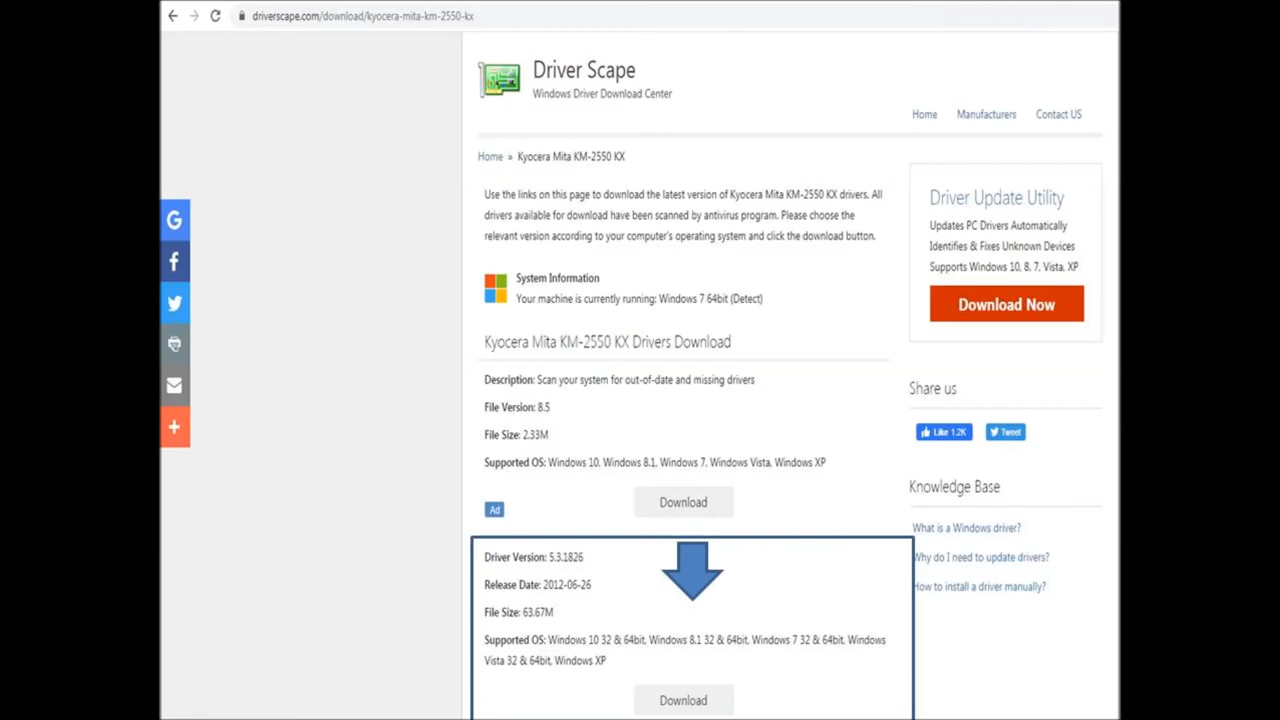 driverscape.com/download/kyocera-mita-km-2550-kx
Driver Scape
Windows Driver Download Center
Home Manufacturers Contact US
Home » Kyocera Mita KM-2550 KX
Use the links on this page to download the latest version of Kyocera Mita KM-2550 KX drivers. All
drivers available for download have been scanned by antivirus program. Please choose the
relevant version according to your computer's operating system and click the download button.
System Information
Your machine is currently running: Windows 7 64bit (Detect)
Kyocera Mita KM-2550 KX Drivers Download
Description: Scan your system for out-of-date and missing drivers
File Version: 8.5
File Size: 2.33M
Supported OS: Windows 10, Windows 8.1, Windows 7, Windows Vista, Windows XP
Ad
Download
Driver Version: 5.3.1826
Release Date: 2012-06-26
File Size: 63.67M
Supported OS: Windows 10 32 & 64bit, Windows 8.1 32 & 64bit, Windows 7 32 & 64bit, Windows
Vista 32 & 64bit, Windows XP
Download
Driver Update Utility
Updates PC Drivers Automatically
Identifies & Fixes Unknown Devices
Supports Windows 10, 8, 7, Vista, XP
Download Now
Share us
Like 1.2K
Tweet
Knowledge Base
What is a Windows driver?
Why do I need to update drivers?
How to install a driver manually?